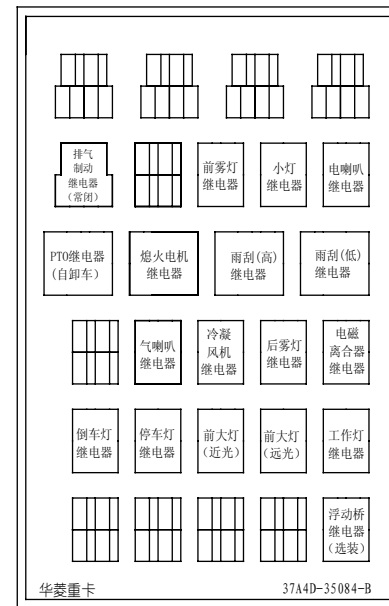 排气
制动
继电器
(常闭)
前雾灯
继电器
小灯
继电器
电喇叭
继电器
PTO继电器
(自卸车)
熄火电机
继电器
雨刮(高)
继电器
雨刮(低)
继电器
气喇叭
继电器
冷凝
风机
继电器
后雾灯
继电器
电磁
离合器
继电器
倒车灯
继电器
停车灯
继电器
前大灯
(近光)
前大灯
(远光)
工作灯
继电器
浮动桥
继电器
(选装)
华菱重卡
37A4D-35084-B